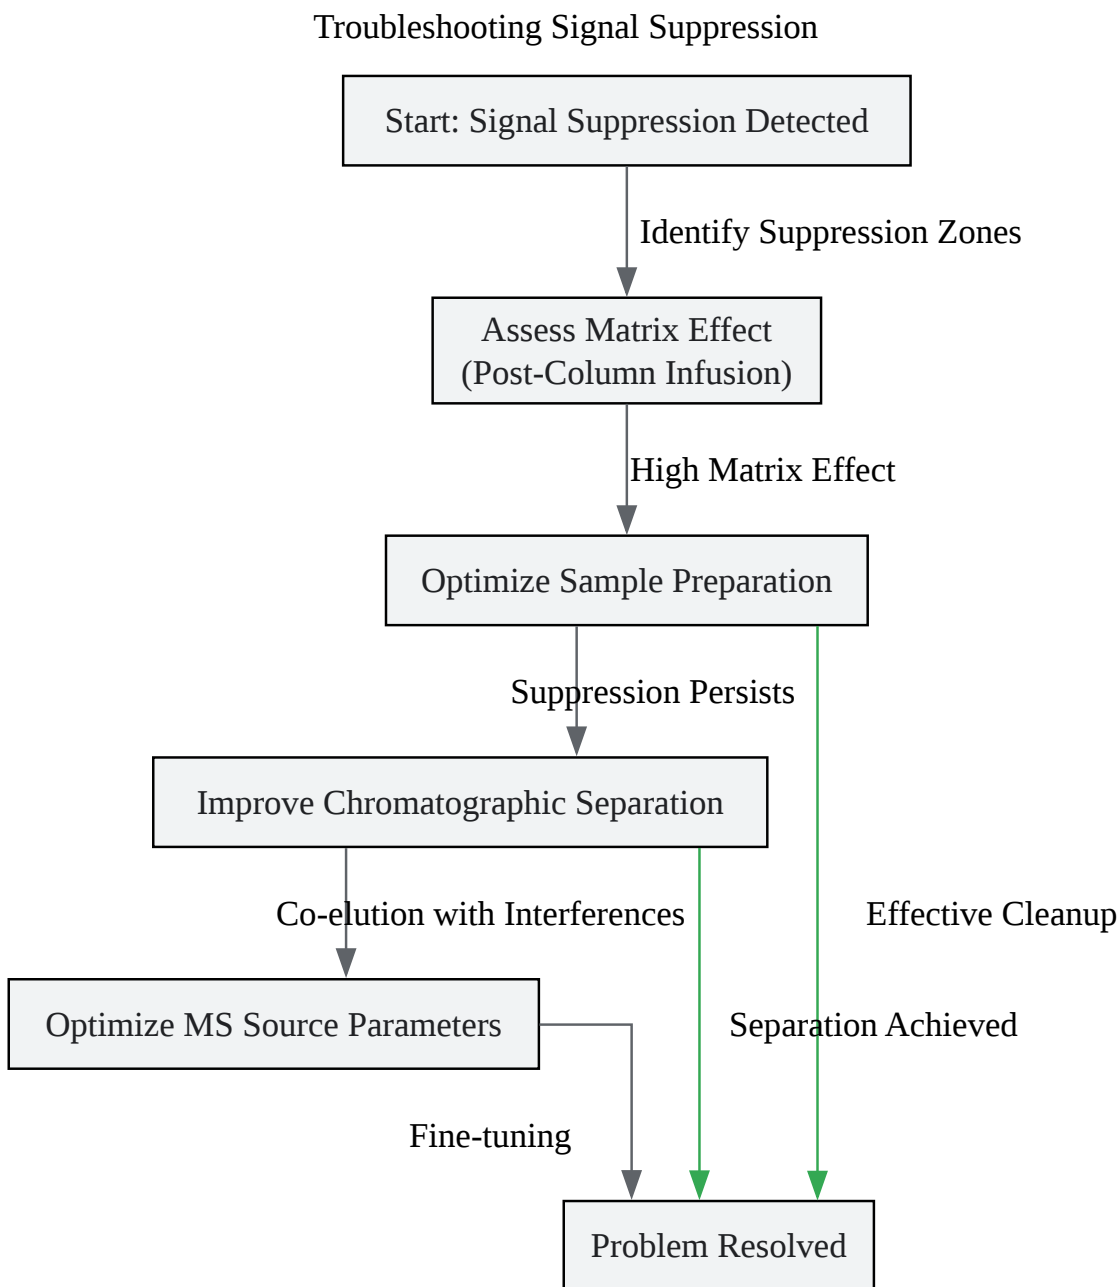 Troubleshooting Signal Suppression
Start: Signal Suppression Detected
Identify Suppression Zones
Assess Matrix Effect
(Post-Column Infusion)
High Matrix Effect
Optimize Sample Preparation
Suppression Persists
Improve Chromatographic Separation
Co-elution with Interferences
Effective Cleanup
Optimize MS Source Parameters
Separation Achieved
Fine-tuning
Problem Resolved